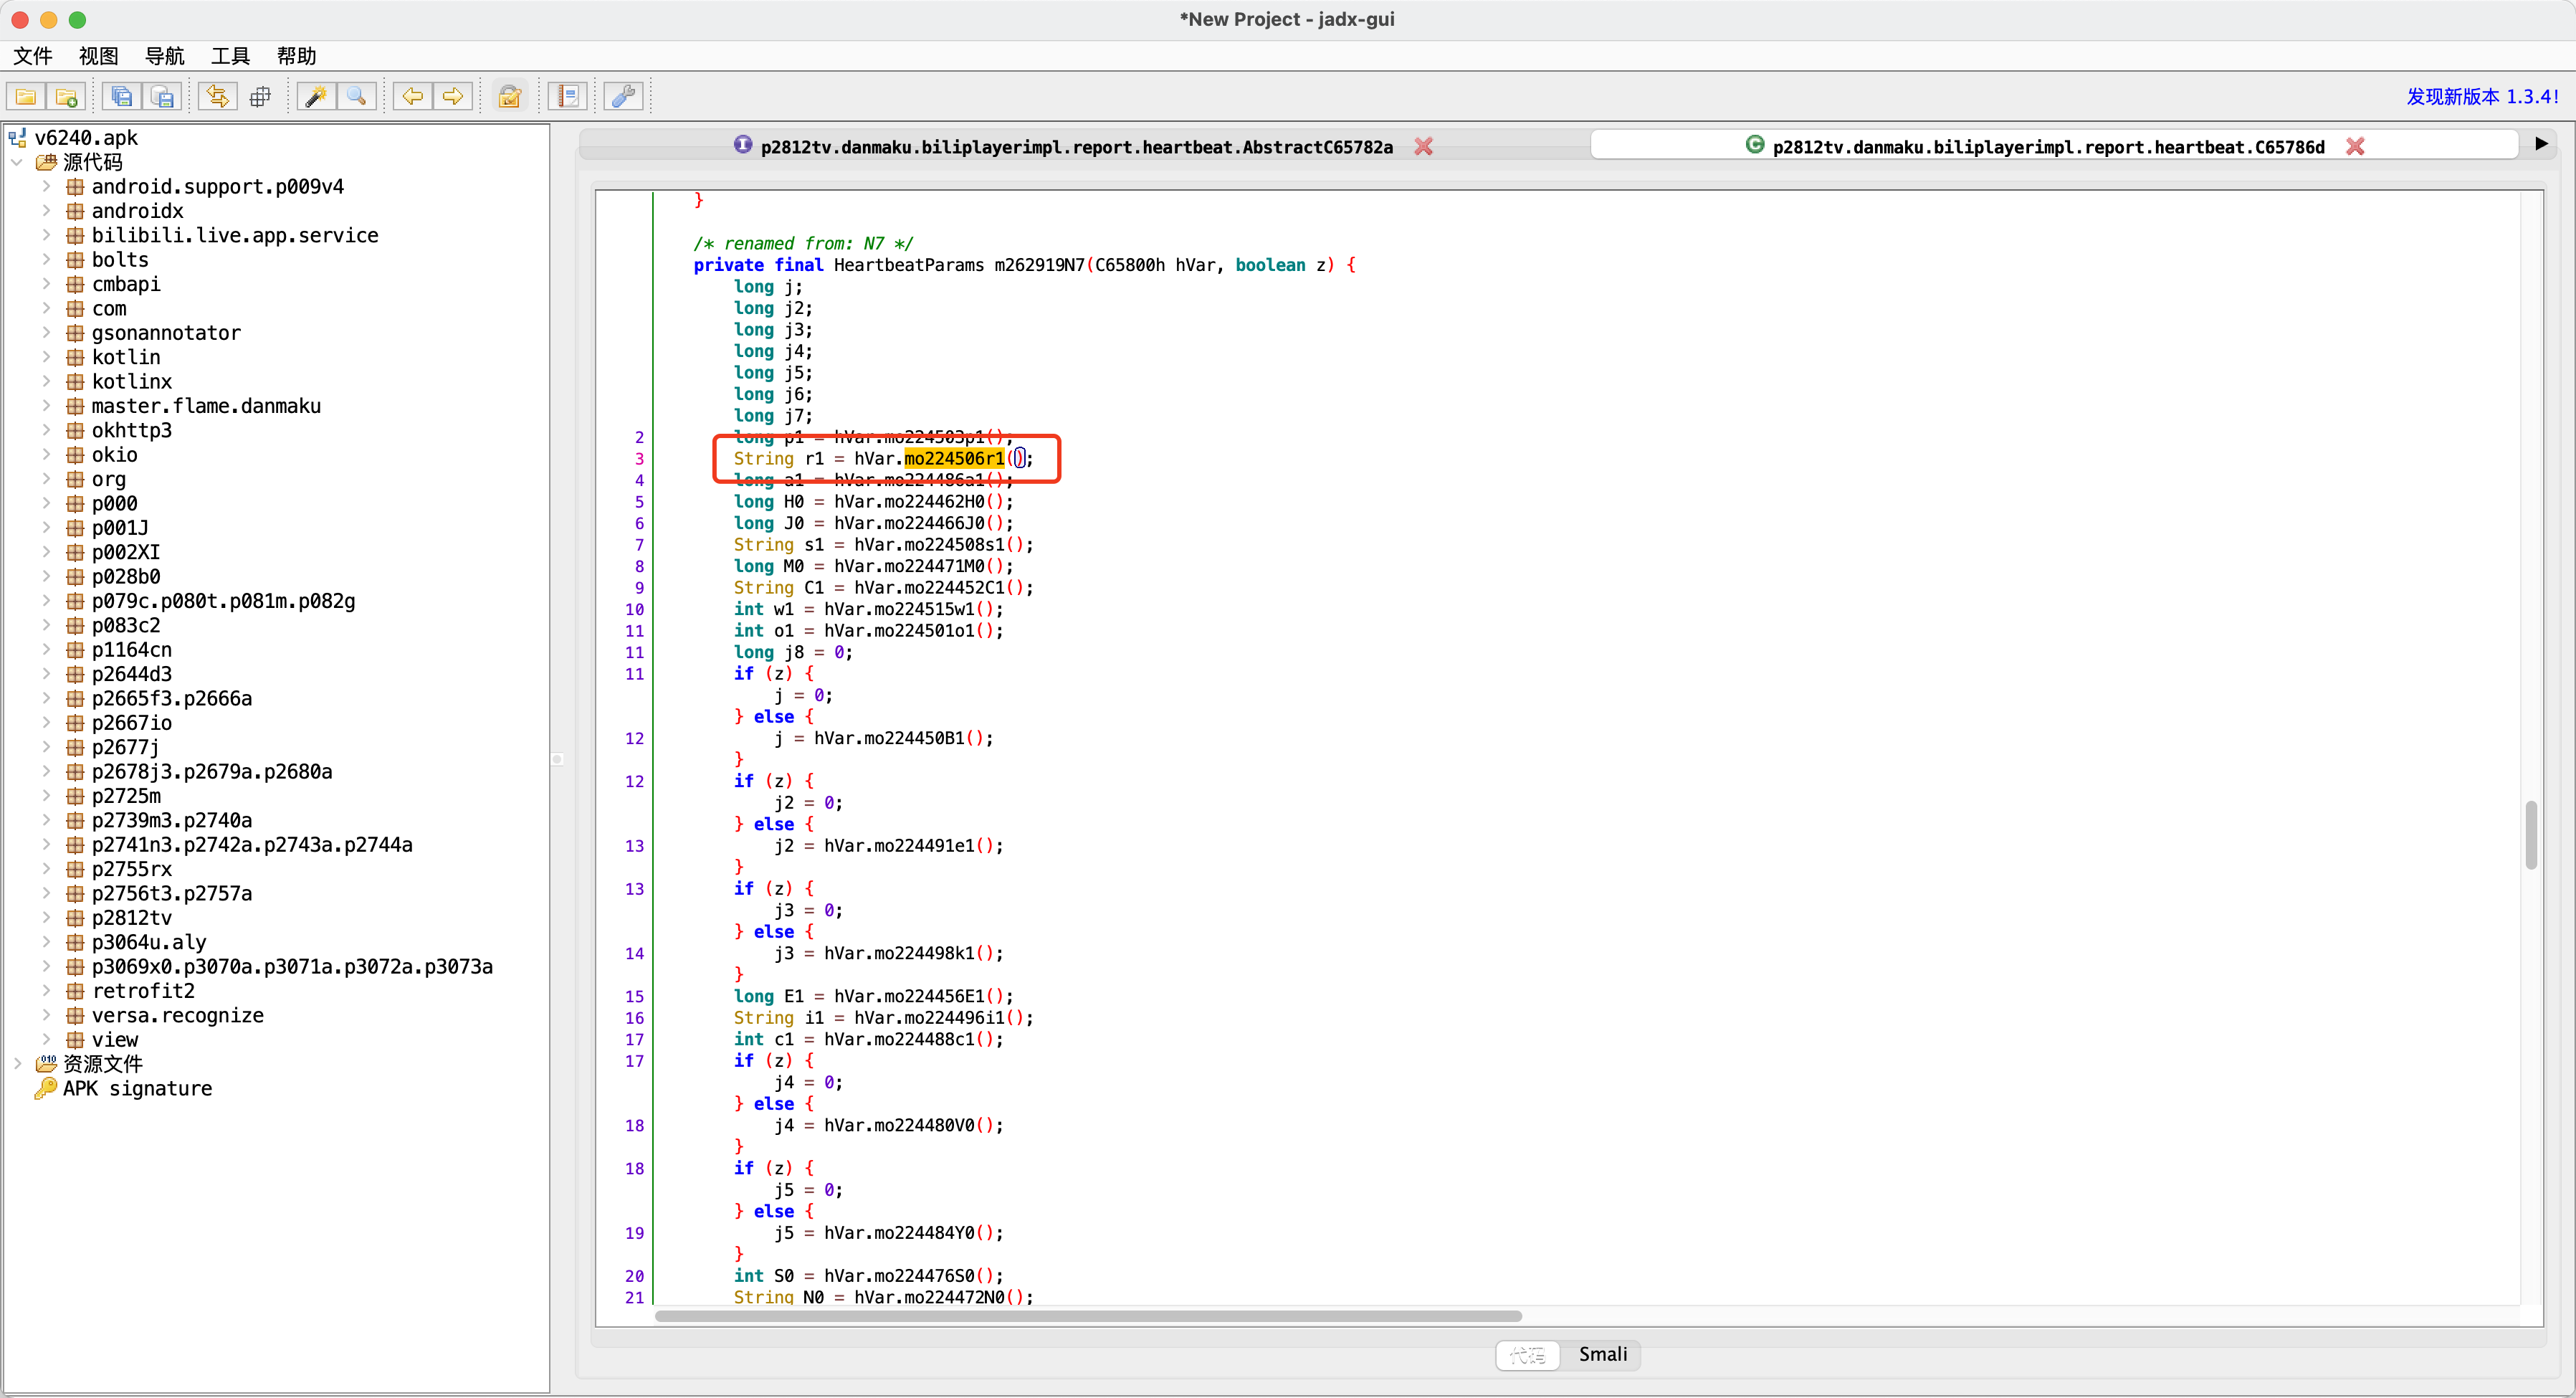 *New Project - jadx-gui
文件 视图 导航 工具 帮助
发现新版本 1.3.4!
v6240.apk
源代码
android.support.p009v4
androidx
bilibili.live.app.service
bolts
cmbapi
com
gsonannotator
kotlin
kotlinx
master.flame.danmaku
okhttp3
okio
org
p000
p001J
p002XI
p028b0
p079c.p080t.p081m.p082g
p083c2
p1164cn
p2644d3
p2665f3.p2666a
p2667io
p2677j
p2678j3.p2679a.p2680a
p2725m
p2739m3.p2740a
p2741n3.p2742a.p2743a.p2744a
p2755rx
p2756t3.p2757a
p2812tv
p3064u.aly
p3069x0.p3070a.p3071a.p3072a.p3073a
retrofit2
versa.recognize
view
资源文件
APK signature
p2812tv.danmaku.biliplayerimpl.report.heartbeat.AbstractC65782a
p2812tv.danmaku.biliplayerimpl.report.heartbeat.C65786d
}
/* renamed from: N7 */
private final HeartbeatParams m262919N7(C65800h hVar, boolean z) {
long j;
long j2;
long j3;
long j4;
long j5;
long j6;
long j7;
2 long p1 = hVar.mo224503p1();
3 String r1 = hVar.mo224506r1();
4 long a1 = hVar.mo224486a1();
5 long H0 = hVar.mo224462H0();
6 long J0 = hVar.mo224466J0();
7 String s1 = hVar.mo224508s1();
8 long M0 = hVar.mo224471M0();
9 String C1 = hVar.mo224452C1();
10 int w1 = hVar.mo224515w1();
11 int o1 = hVar.mo224501o1();
11 long j8 = 0;
11 if (z) {
j = 0;
} else {
12 j = hVar.mo224450B1();
}
12 if (z) {
j2 = 0;
} else {
13 j2 = hVar.mo224491e1();
}
13 if (z) {
j3 = 0;
} else {
14 j3 = hVar.mo224498k1();
}
15 long E1 = hVar.mo224456E1();
16 String i1 = hVar.mo224496i1();
17 int c1 = hVar.mo224488c1();
17 if (z) {
j4 = 0;
} else {
18 j4 = hVar.mo224480V0();
}
18 if (z) {
j5 = 0;
} else {
19 j5 = hVar.mo224484Y0();
}
20 int S0 = hVar.mo224476S0();
21 String N0 = hVar.mo224472N0();
代码 Smali